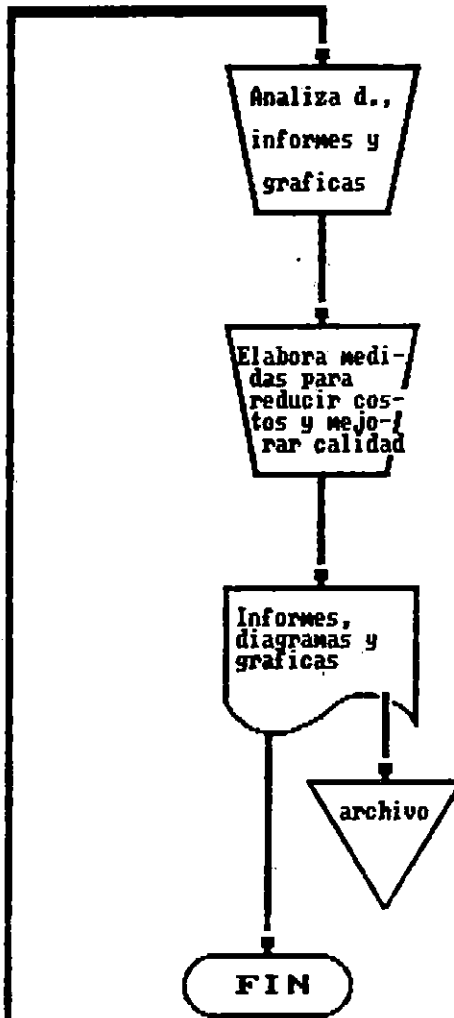 Analiza d.,
informes y
graficas
Elabora medi-
das para
reducir cos-
tos y mejo-
rar calidad
Informes,
diagramas y
graficas
archivo
FIN